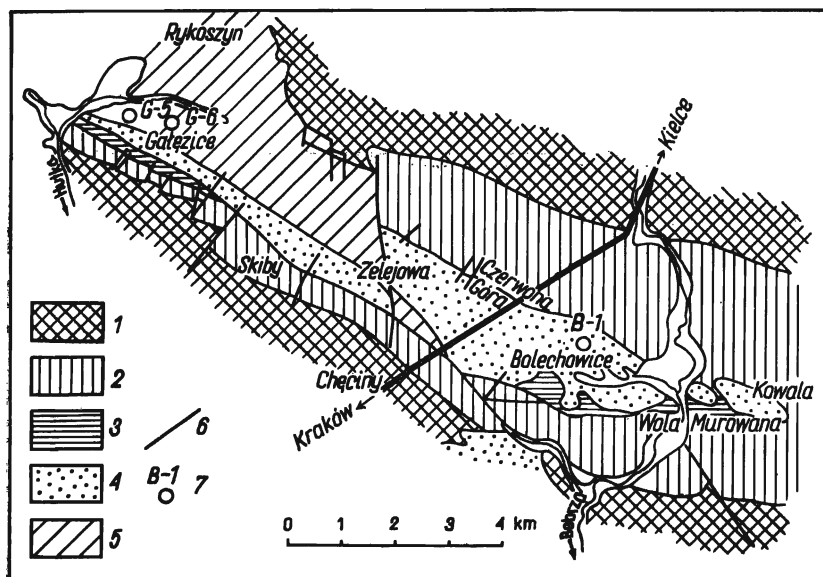 Rykoszyn
G-5
G-6
Gałęzice
Hutka
Kielce
Skiby
Zelejowa
Czerwona
Góra
B-1
Bolechowice
Chęciny
Kraków
Kowala
Wola Murowana
1
2
3
4
5
6
B-1 7
0 1 2 3 4 km